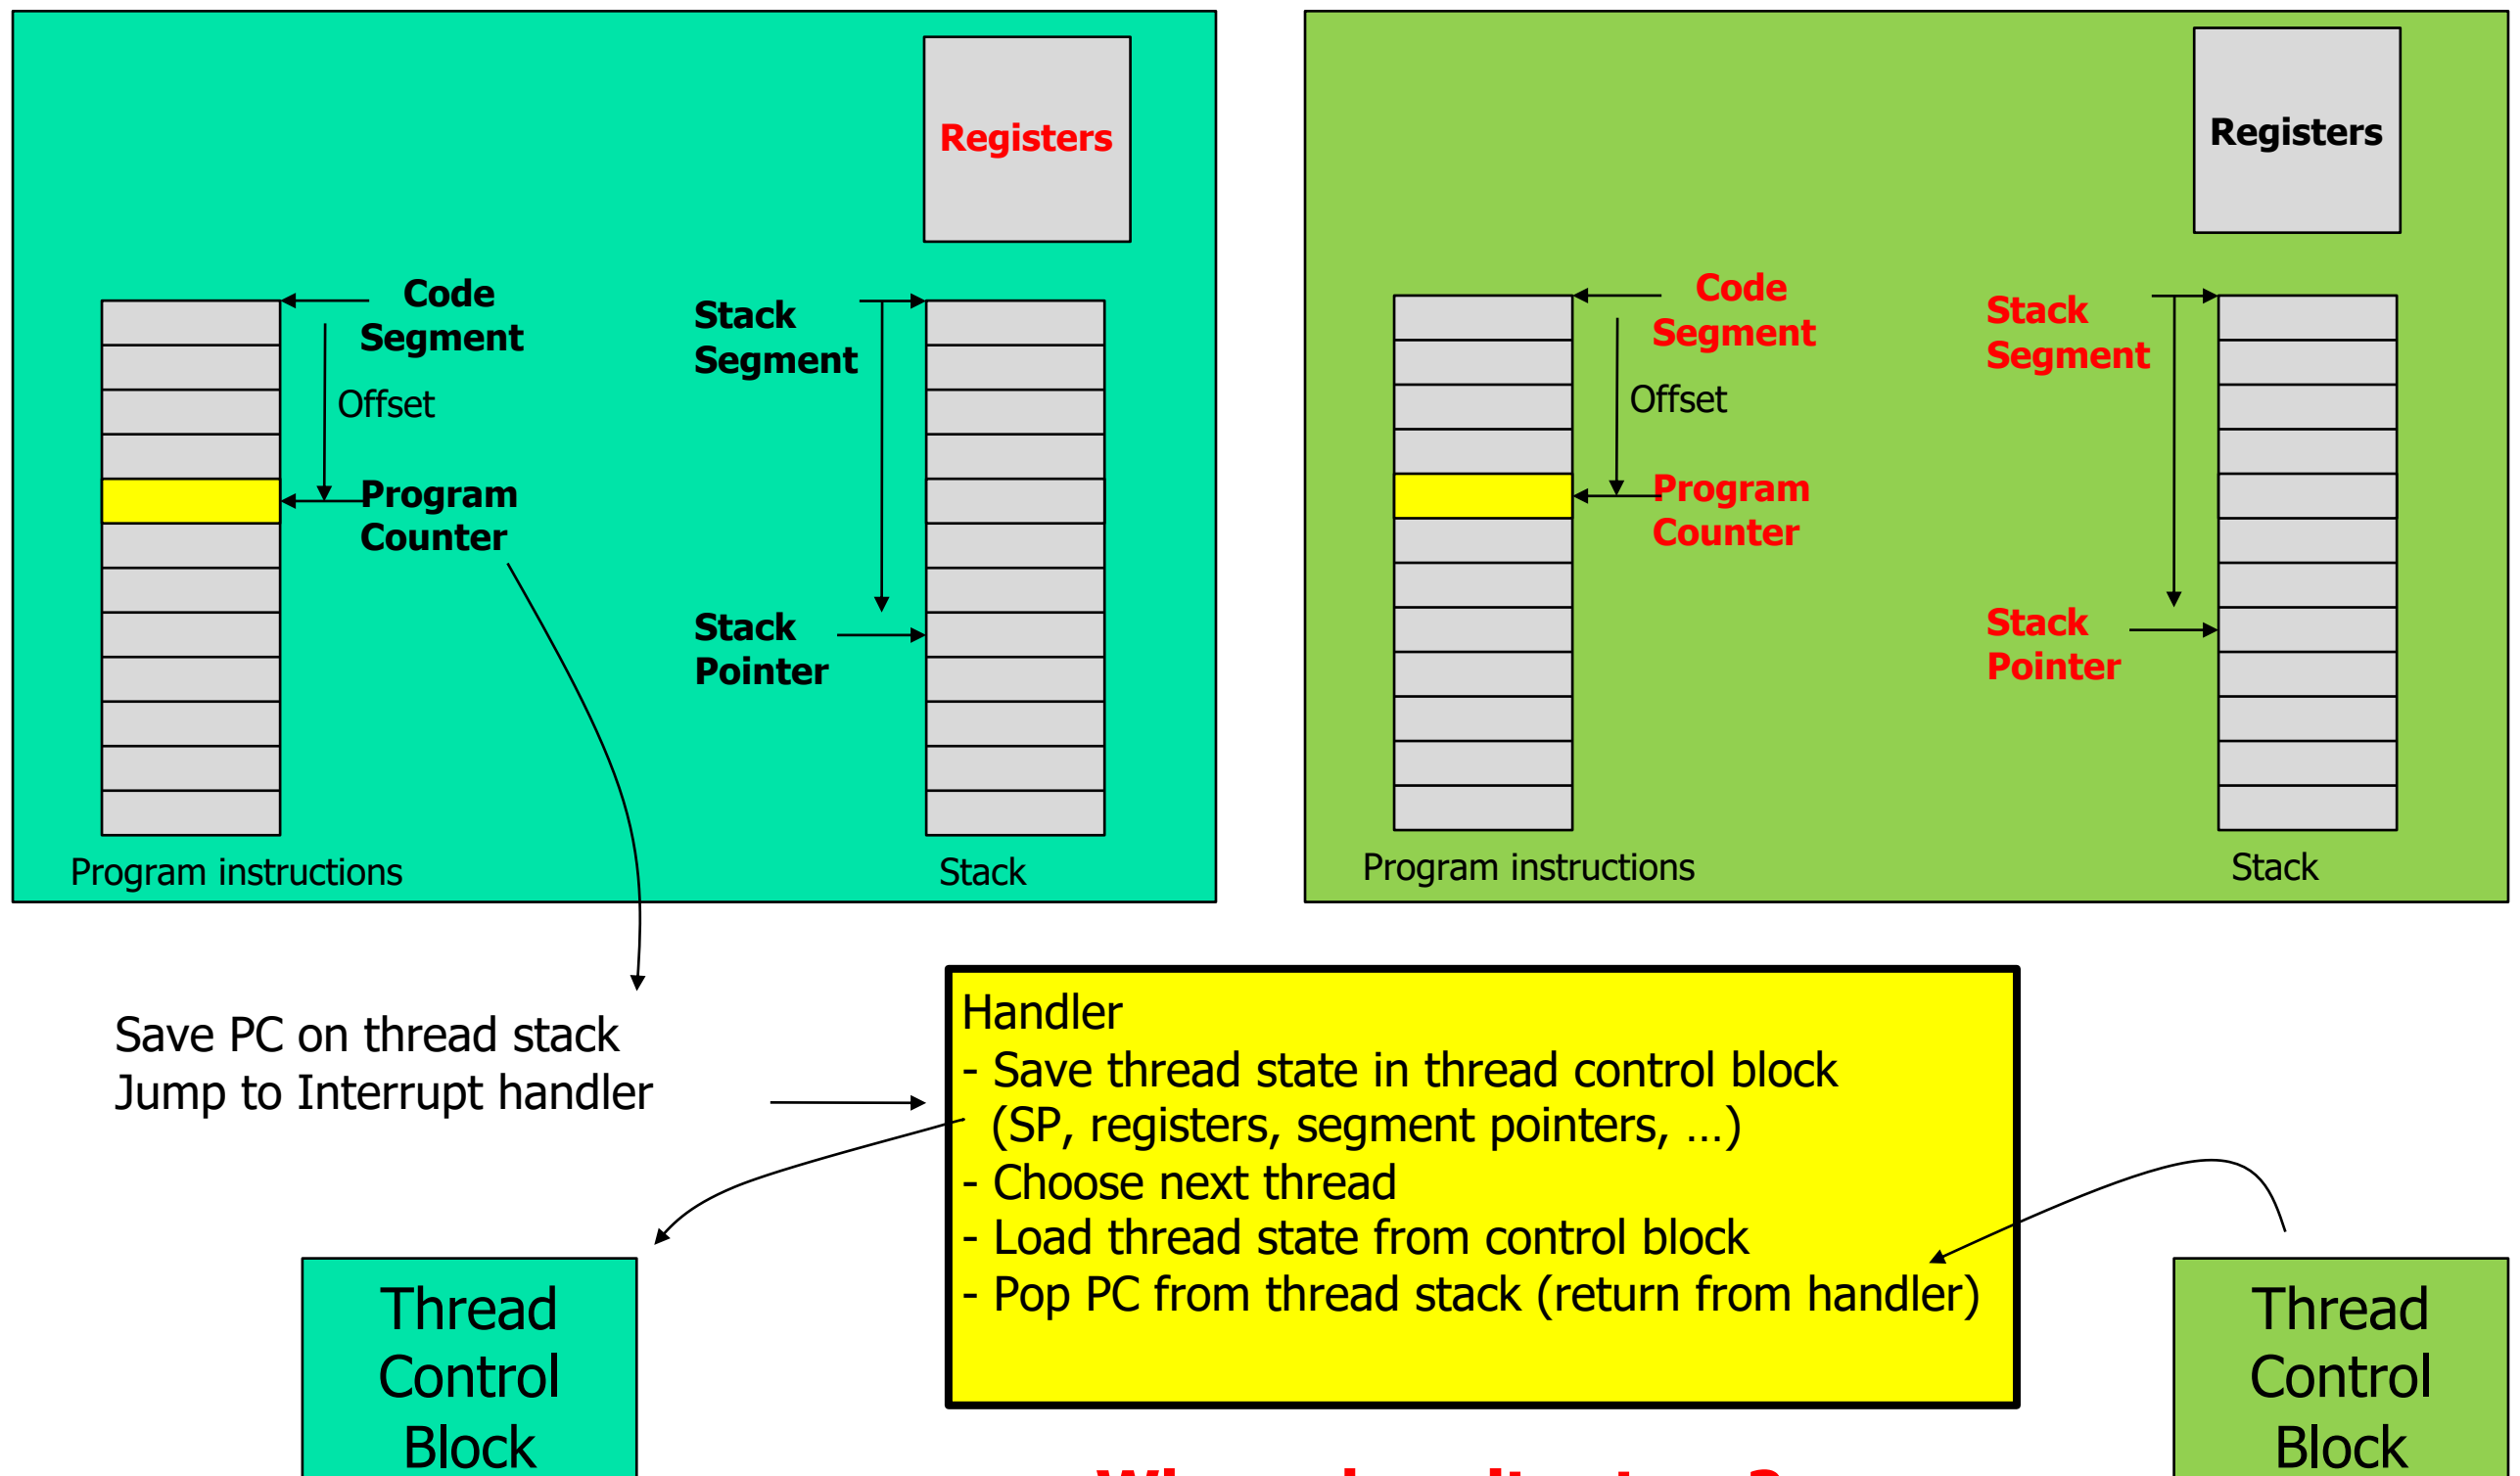 Registers
Code
Segment
Offset
Program
Counter
Stack
Segment
Stack
Pointer
Program instructions
Stack
Registers
Code
Segment
Offset
Program
Counter
Stack
Segment
Stack
Pointer
Program instructions
Stack
Save PC on thread stack
Jump to Interrupt handler
Handler
- Save thread state in thread control block
(SP, registers, segment pointers, …)
- Choose next thread
- Load thread state from control block
- Pop PC from thread stack (return from handler)
Thread
Control
Block
Thread
Control
Block